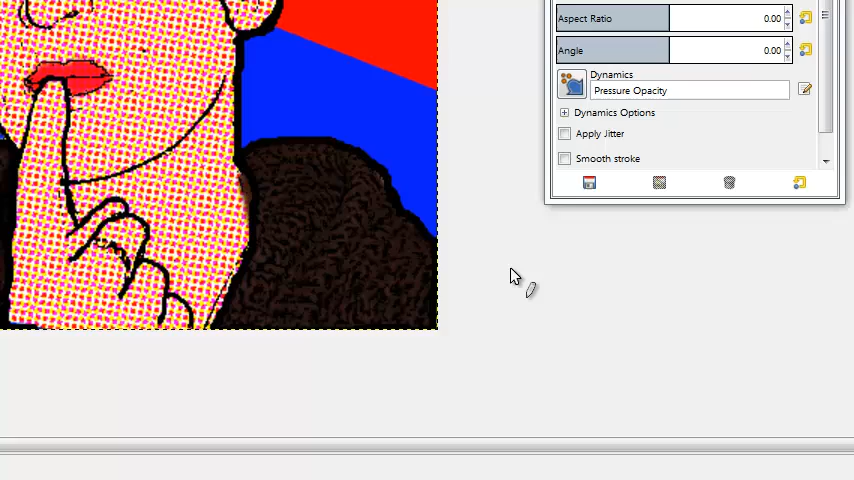 Aspect Ratio 0.00
Angle 0.00
Dynamics
Pressure Opacity
Dynamics Options
Apply Jitter
Smooth stroke